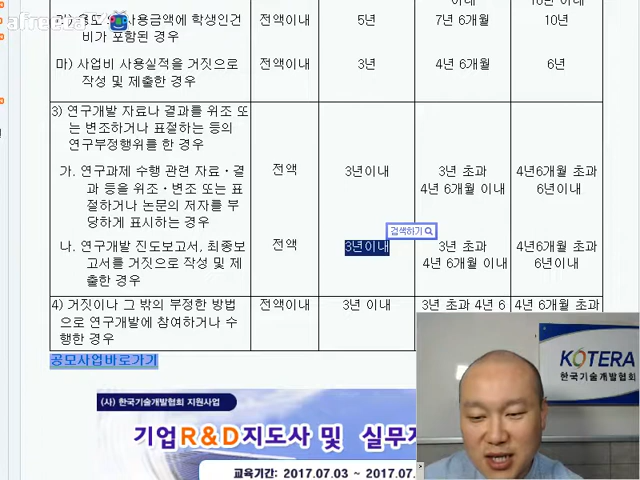 afreecaTV
이내
10년 이내
라) 용도 외 사용금액에 학생인건
비가 포함된 경우
전액이내
5년
7년 6개월
10년
마) 사업비 사용실적을 거짓으로
작성 및 제출한 경우
전액이내
3년
4년 6개월
6년
3) 연구개발 자료나 결과를 위조 또
는 변조하거나 표절하는 등의
연구부정행위를 한 경우
가. 연구과제 수행 관련 자료·결
과 등을 위조·변조 또는 표
절하거나 논문의 저자를 부
당하게 표시하는 경우
전액
3년이내
3년 초과
4년 6개월 이내
4년6개월 초과
6년이내
검색하기
나. 연구개발 진도보고서, 최종보
고서를 거짓으로 작성 및 제
출한 경우
전액
3년이내
3년 초과
4년 6개월 이내
4년6개월 초과
6년이내
4) 거짓이나 그 밖의 부정한 방법
으로 연구개발에 참여하거나 수
행한 경우
전액이내
3년 이내
3년 초과 4년 6
4년 6개월 초과
공모사업바로가기
KOTERA
한국기술개발협회
(사) 한국기술개발협회 지원사업
기업R&D지도사 및 실무자
교육기간: 2017.07.03 ~ 2017.07.